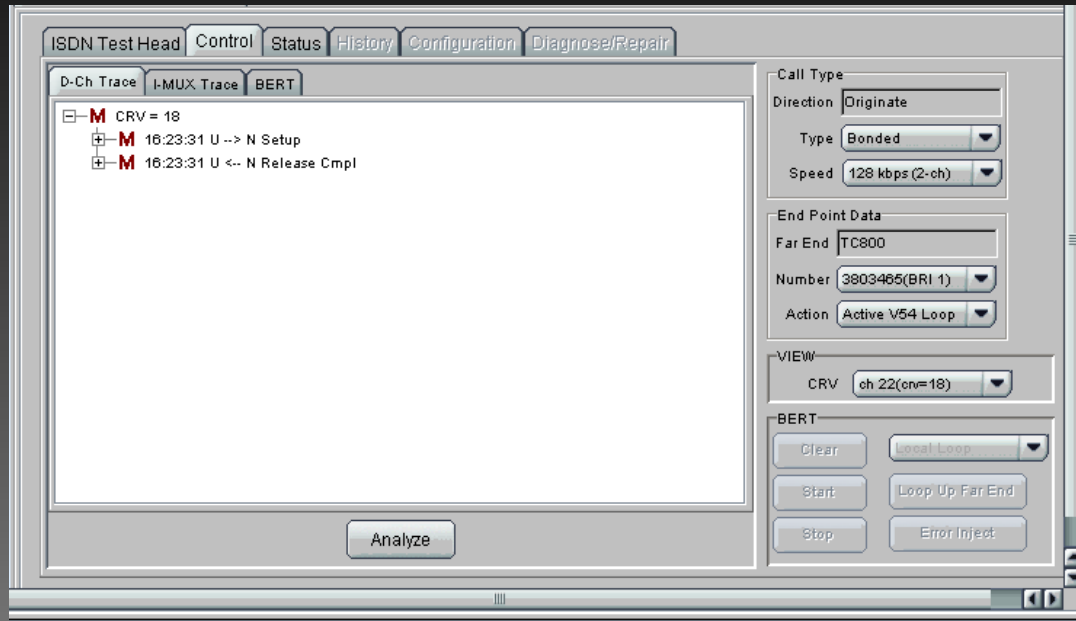 ISDN Test Head Control Status History Configuration Diagnose/Repair
D-Ch Trace I-MUX Trace BERT
M CRV = 18
M 16:23:31 U --> N Setup
M 16:23:31 U <-- N Release Cmpl
Analyze
Call Type
Direction Originate
Type Bonded
Speed 128 kbps (2-ch)
End Point Data
Far End TC800
Number 3803465(BRI 1)
Action Active V54 Loop
VIEW
CRV ch 22(crv=18)
BERT
Clear Local Loop
Start Loop Up Far End
Stop Error Inject